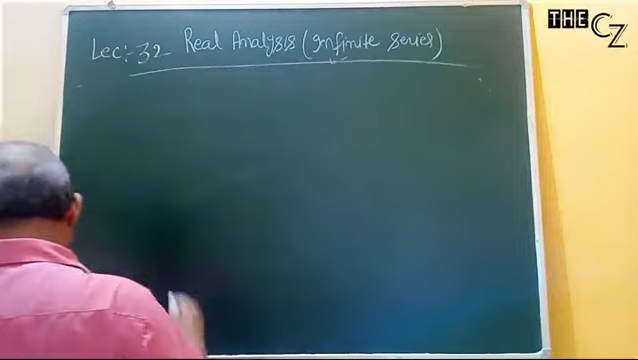 Lec:- 32 Real Analysis (Infinite Series)
THE CZ